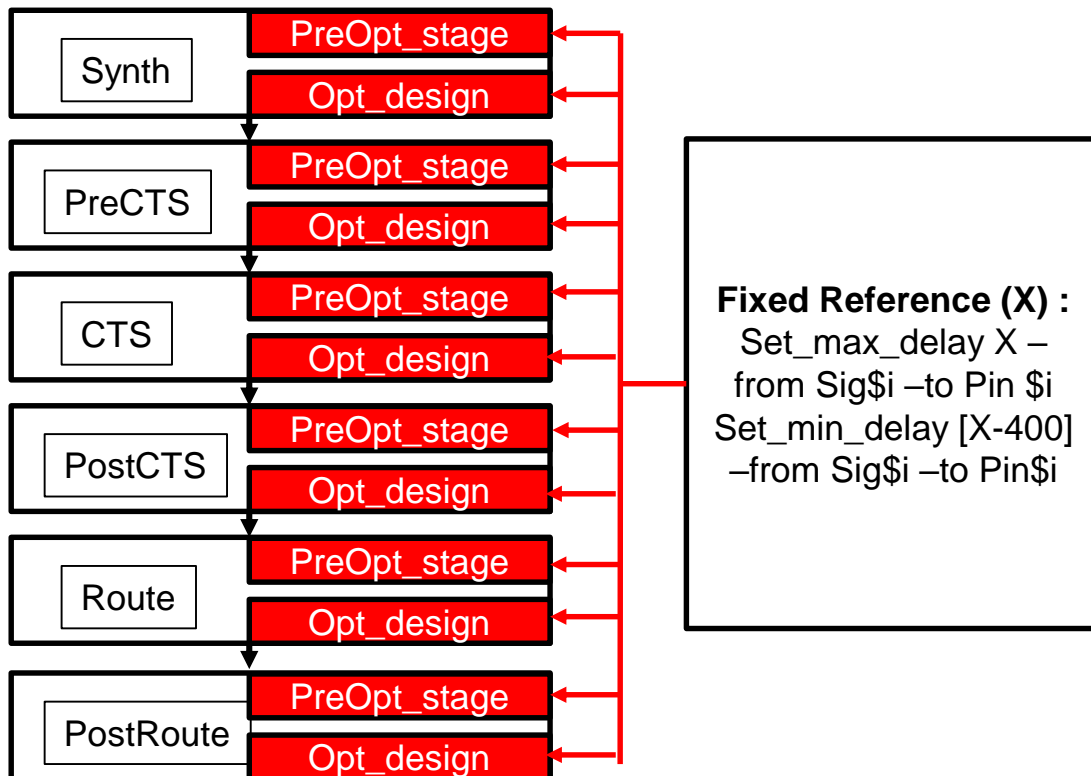 PreOpt_stage
Synth
Opt_design
PreOpt_stage
PreCTS
Opt_design
PreOpt_stage
CTS
Opt_design
PreOpt_stage
PostCTS
Opt_design
PreOpt_stage
Route
Opt_design
PreOpt_stage
PostRoute
Opt_design
Fixed Reference (X) :
Set_max_delay X –
from Sig$i –to Pin $i
Set_min_delay [X-400]
–from Sig$i –to Pin$i